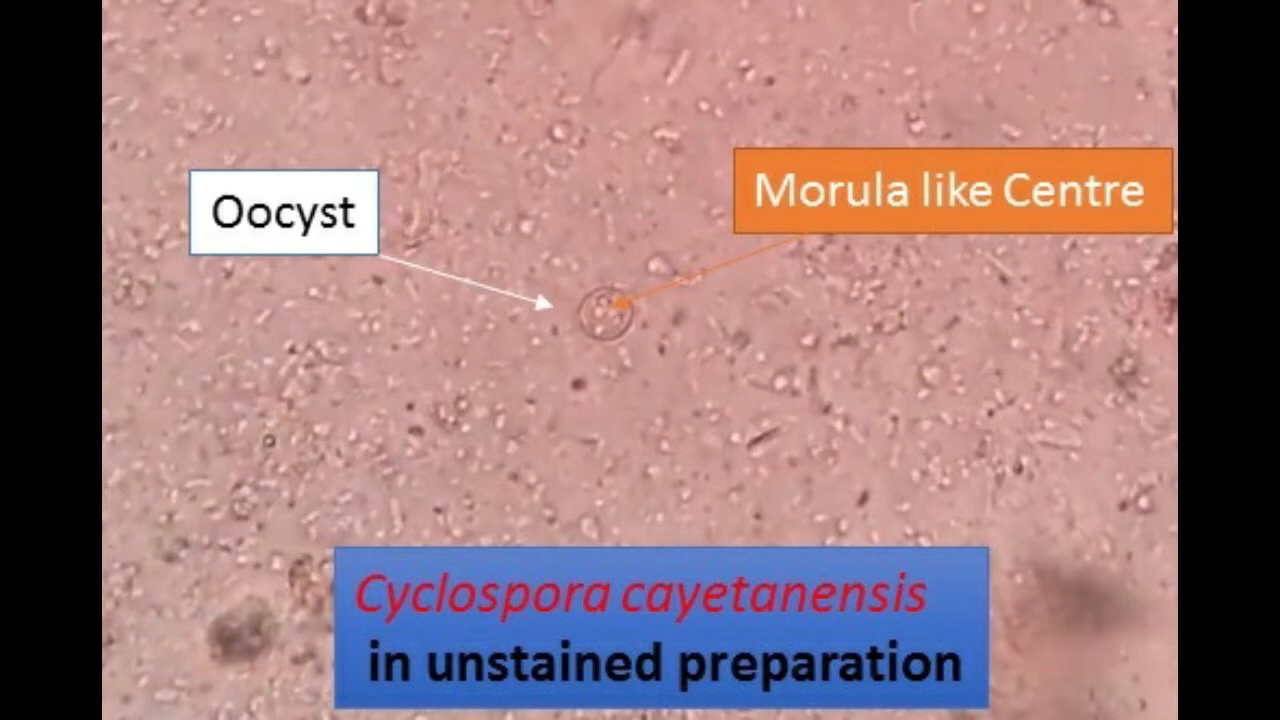 Oocyst
Morula like Centre
Cyclospora cayetanensis
in unstained preparation